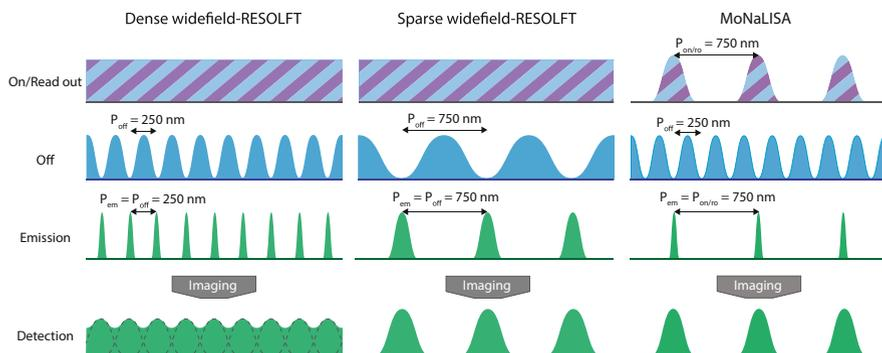 Dense widefield-RESOLFT
Sparse widefield-RESOLFT
MoNaLISA
On/Read out
P on/ro = 750 nm
Off
P off = 250 nm
P off = 750 nm
P off = 250 nm
Emission
P em = P off = 250 nm
P em = P off = 750 nm
P em = P on/ro = 750 nm
Imaging
Imaging
Imaging
Detection